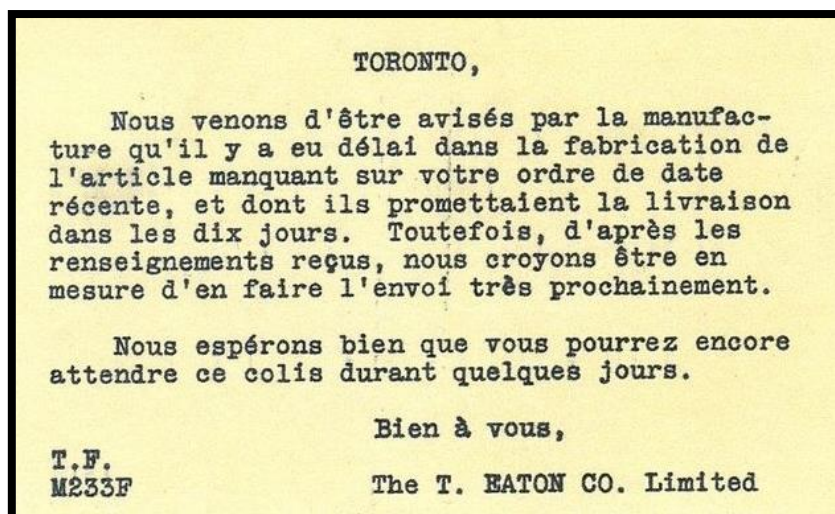 TORONTO,
Nous venons d'être avisés par la manufac-
ture qu'il y a eu délai dans la fabrication de
l'article manquant sur votre ordre de date
récente, et dont ils promettaient la livraison
dans les dix jours. Toutefois, d'après les
renseignements reçus, nous croyons être en
mesure d'en faire l'envoi très prochainement.
Nous espérons bien que vous pourrez encore
attendre ce colis durant quelques jours.
Bien à vous,
T.F.
M233F The T. EATON CO. Limited